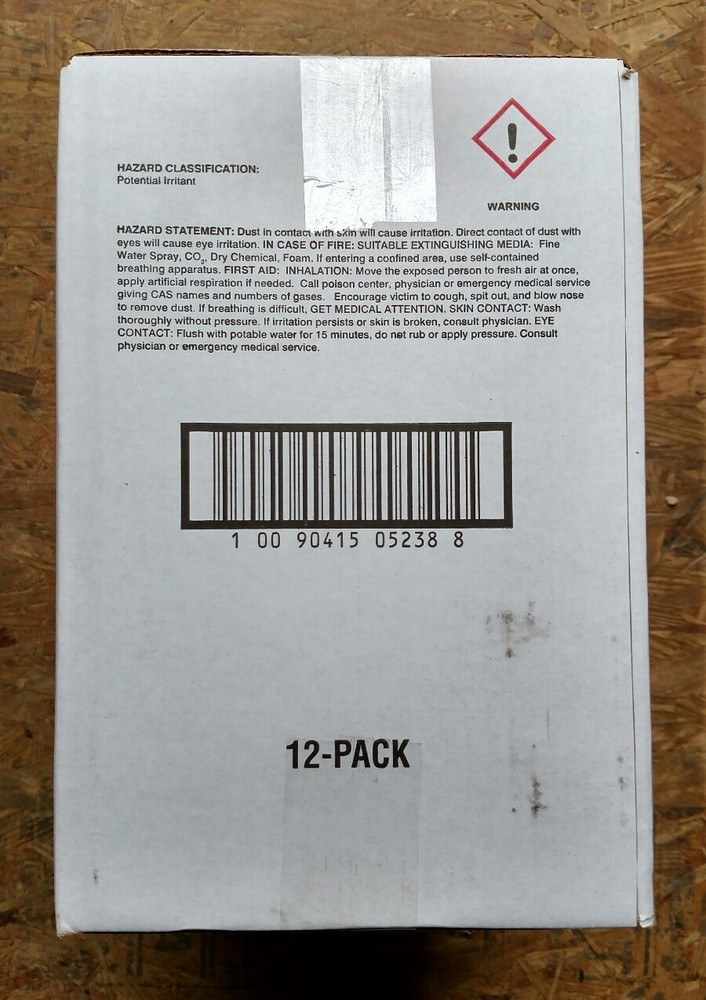 HAZARD CLASSIFICATION:
Potential Irritant
WARNING
HAZARD STATEMENT: Dust in contact with skin will cause irritation. Direct contact of dust with
eyes will cause eye irritation. IN CASE OF FIRE: SUITABLE EXTINGUISHING MEDIA: Fine
Water Spray, CO₂, Dry Chemical, Foam. If entering a confined area, use self-contained
breathing apparatus. FIRST AID: INHALATION: Move the exposed person to fresh air at once,
apply artificial respiration if needed. Call poison center, physician or emergency medical service
giving CAS names and numbers of gases. Encourage victim to cough, spit out, and blow nose
to remove dust. If breathing is difficult, GET MEDICAL ATTENTION. SKIN CONTACT: Wash
thoroughly without pressure. If irritation persists or skin is broken, consult physician. EYE
CONTACT: Flush with potable water for 15 minutes, do not rub or apply pressure. Consult
physician or emergency medical service.
1 00 90415 05238 8
12-PACK